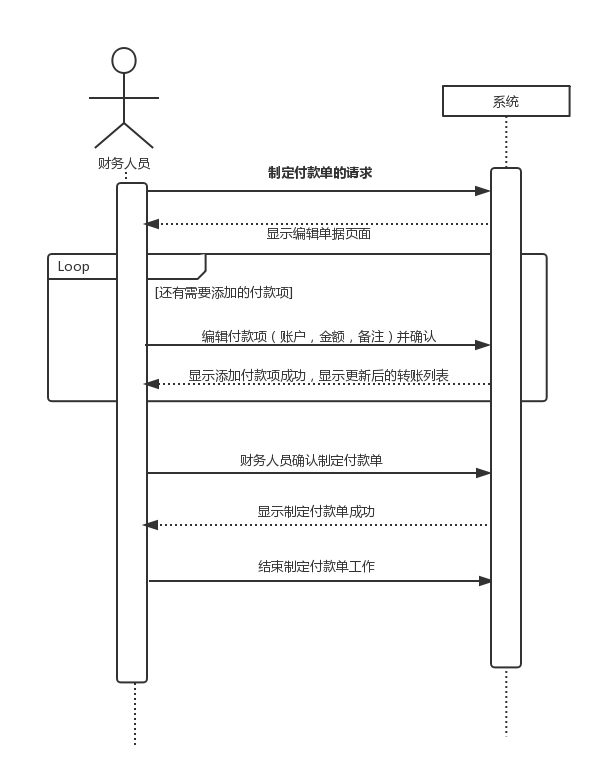 系统
财务人员
制定付款单的请求
显示编辑单据页面
Loop
[还有需要添加的付款项]
编辑付款项（账户，金额，备注）并确认
显示添加付款项成功，显示更新后的转账列表
财务人员确认制定付款单
显示制定付款单成功
结束制定付款单工作